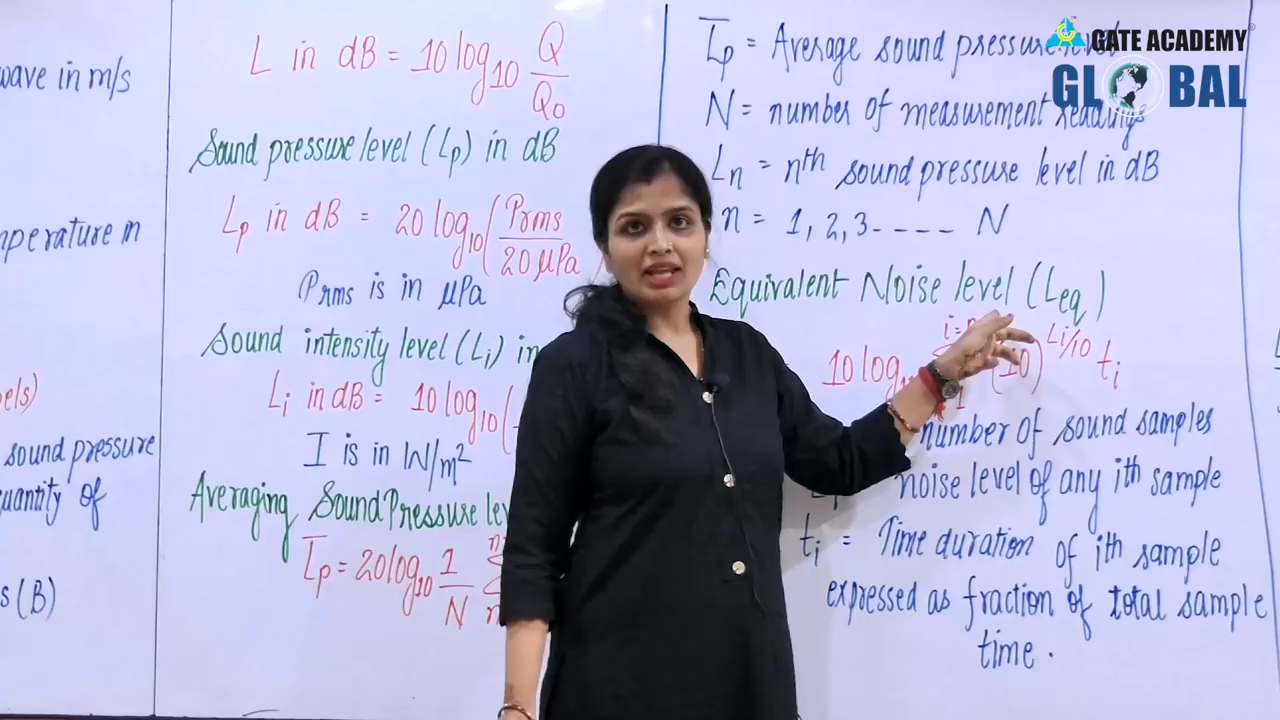 wave in m/s
temperature in
sound pressure
quantity of
(B)
L in dB = 10 log10 Q/Q0
Sound pressure level (Lp) in dB
Lp in dB = 20 log10 (Prms/20 μPa
Prms is in μPa
Sound intensity level (Li) in
Li in dB = 10 log10 (
I is in W/m²
Averaging Sound Pressure
L̅p = 20 log10 1/N
L̅p = Average sound pressure level
N = number of measurement readings
Ln = nth sound pressure level in dB
n = 1, 2, 3 - - - - N
Equivalent Noise level (Leq)
10 log (10)^Li/10 ti
number of sound samples
noise level of any ith sample
ti = Time duration of ith sample
expressed as fraction of total sample
time.
GATE ACADEMY
GLOBAL